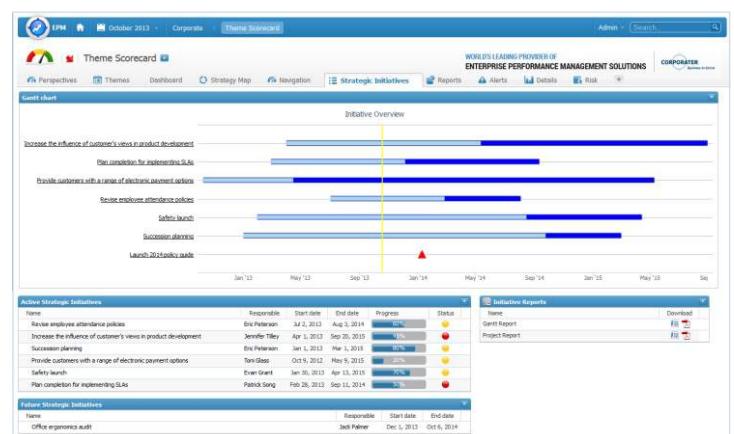 EPM October 2013 Corporate Theme Scorecard Admin Search
Theme Scorecard
WORLD'S LEADING PROVIDER OF
ENTERPRISE PERFORMANCE MANAGEMENT SOLUTIONS
CORPORATER
Perspectives Themes Dashboard Strategy Map Navigation Strategic Initiatives Reports Alerts Details Risk
Gantt chart
Initiative Overview
Increase the influence of customer's views in product development
Plan completion for implementing SLAs
Provide customers with a range of electronic payment options
Revise employee attendance policies
Safety launch
Succession planning
Launch 2014 policy guide
Jan '13 May '13 Sep '13 Jan '14 May '14 Sep '14 Jan '15 May '15 Sep
Active Strategic Initiatives
Name Responsible Start date End date Progress Status
Revise employee attendance policies Eric Peterson Jul 2, 2013 Aug 3, 2014 60%
Increase the influence of customer's views in product development Jennifer Tilley Apr 1, 2013 Sep 20, 2015
Succession planning Eric Peterson Jan 1, 2013 Mar 1, 2015 80%
Provide customers with a range of electronic payment options Toni Glass Oct 9, 2012 May 9, 2015 20%
Safety launch Evan Grant Jan 30, 2013 Apr 13, 2015 70%
Plan completion for implementing SLAs Patrick Song Feb 28, 2013 Sep 11, 2014
Initiative Reports
Name Download
Gantt Report
Project Report
Future Strategic Initiatives
Name Responsible Start date End date
Office ergonomics audit Jadi Palmer Dec 1, 2013 Oct 6, 2014